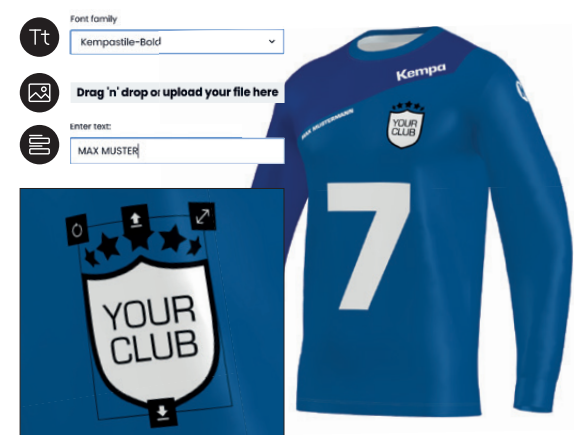 Font family
Tt
Kempastile-Bold
Drag 'n' drop or upload your file here
Enter text:
MAX MUSTER
YOUR
CLUB
Kempa
MAX MUSTERMANN
YOUR
CLUB
7